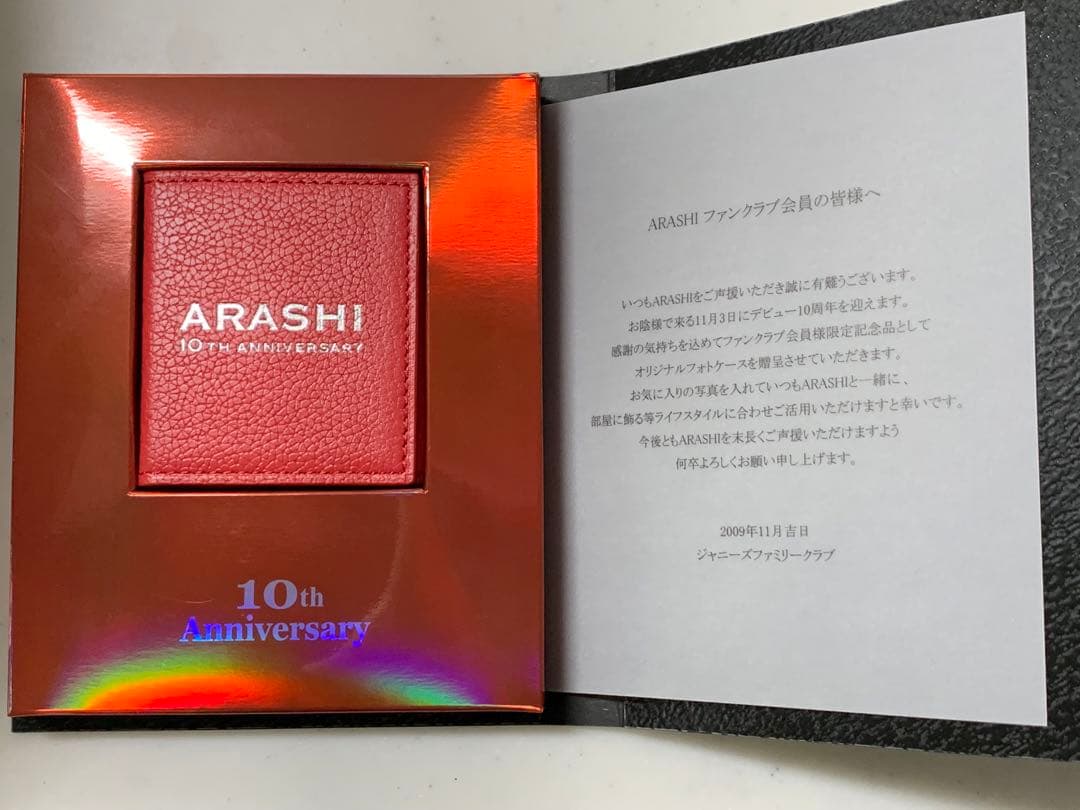 ARASHI
10TH ANNIVERSARY
10th
Anniversary
ARASHI ファンクラブ会員の皆様へ
いつもARASHIをご声援いただき誠に有難うございます。
お陰様で来る11月3日にデビュー10周年を迎えます。
感謝の気持ちを込めてファンクラブ会員様限定記念品として
オリジナルフォトケースを贈呈させていただきます。
お気に入りの写真を入れていつもARASHIと一緒に、
部屋に飾る等ライフスタイルに合わせご活用いただけますと幸いです。
今後ともARASHIを末長くご声援いただけますよう
何卒よろしくお願い申し上げます。
2009年11月吉日
ジャニーズファミリークラブ